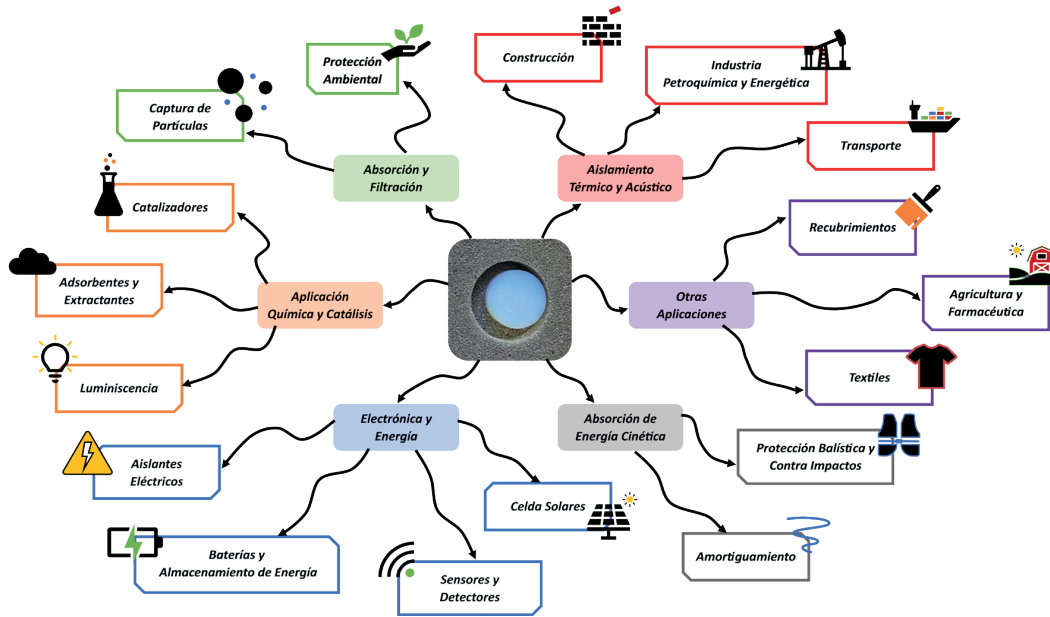 Protección
Ambiental
Captura de
Partículas
Absorción y
Filtración
Construcción
Industria
Petroquímica y Energética
Transporte
Aislamiento
Térmico y Acústico
Catalizadores
Adsorbentes y
Extractantes
Luminiscencia
Aplicación
Química y Catálisis
Recubrimientos
Agricultura y
Farmacéutica
Textiles
Otras
Aplicaciones
Electrónica y
Energía
Aislantes
Eléctricos
Baterías y
Almacenamiento de Energía
Sensores y
Detectores
Celda Solares
Absorción de
Energía Cinética
Protección Balística y
Contra Impactos
Amortiguamiento